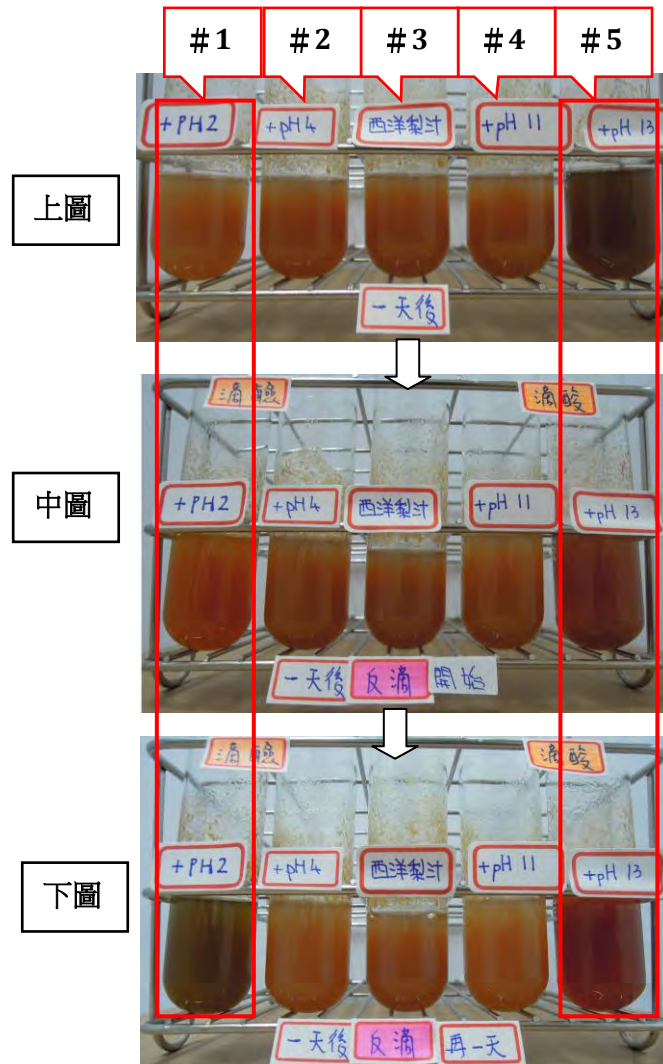 #1 #2 #3 #4 #5
+PH2 +pH4 西洋梨汁 +pH 11 +pH 13
上圖
一天後
滴鹼 滴酸
中圖
+PH2 +pH4 西洋梨汁 +pH 11 +pH 13
一天後 反滴 開始
滴鹼 滴酸
+PH2 +pH4 西洋梨汁 +pH 11 +pH 13
下圖
一天後 反滴 再一天